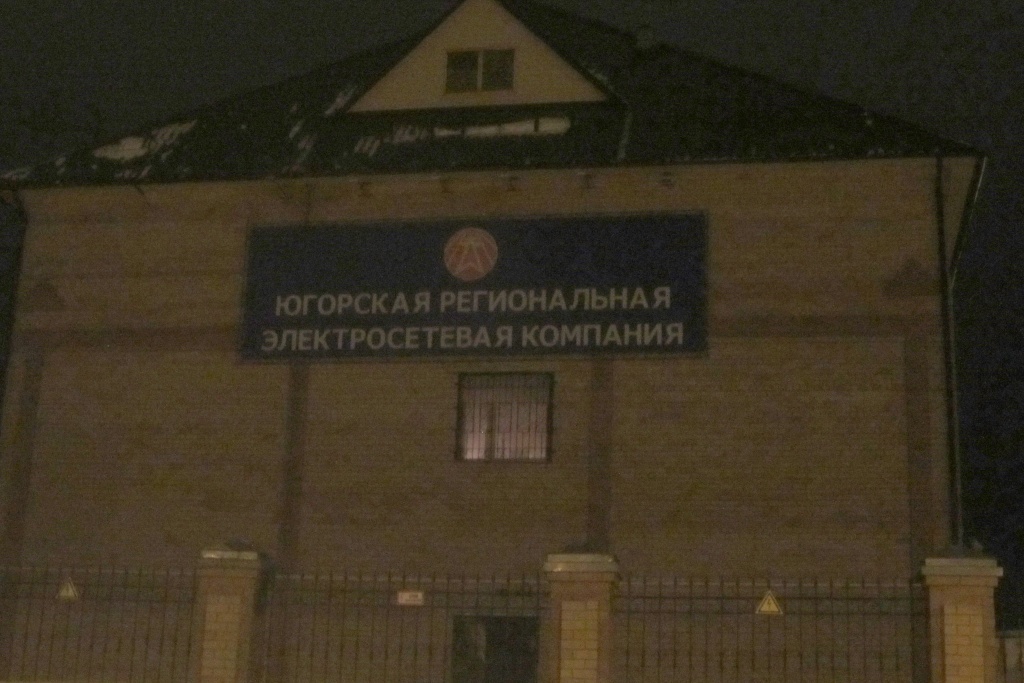 ЮГОРСКАЯ РЕГИОНАЛЬНАЯ
ЭЛЕКТРОСЕТЕВАЯ КОМПАНИЯ